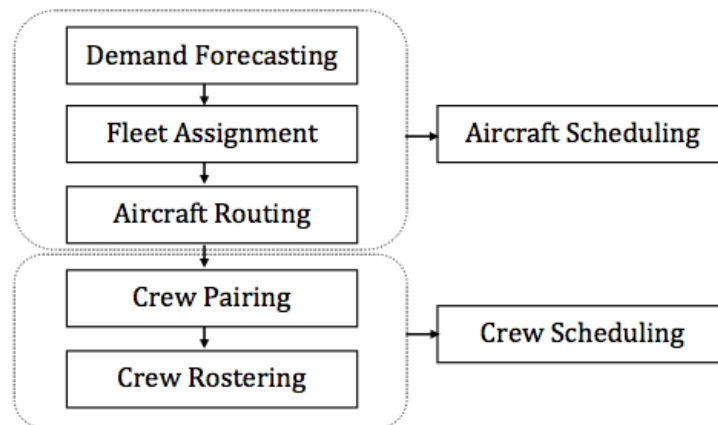 Demand Forecasting
Fleet Assignment
Aircraft Scheduling
Aircraft Routing
Crew Pairing
Crew Scheduling
Crew Rostering